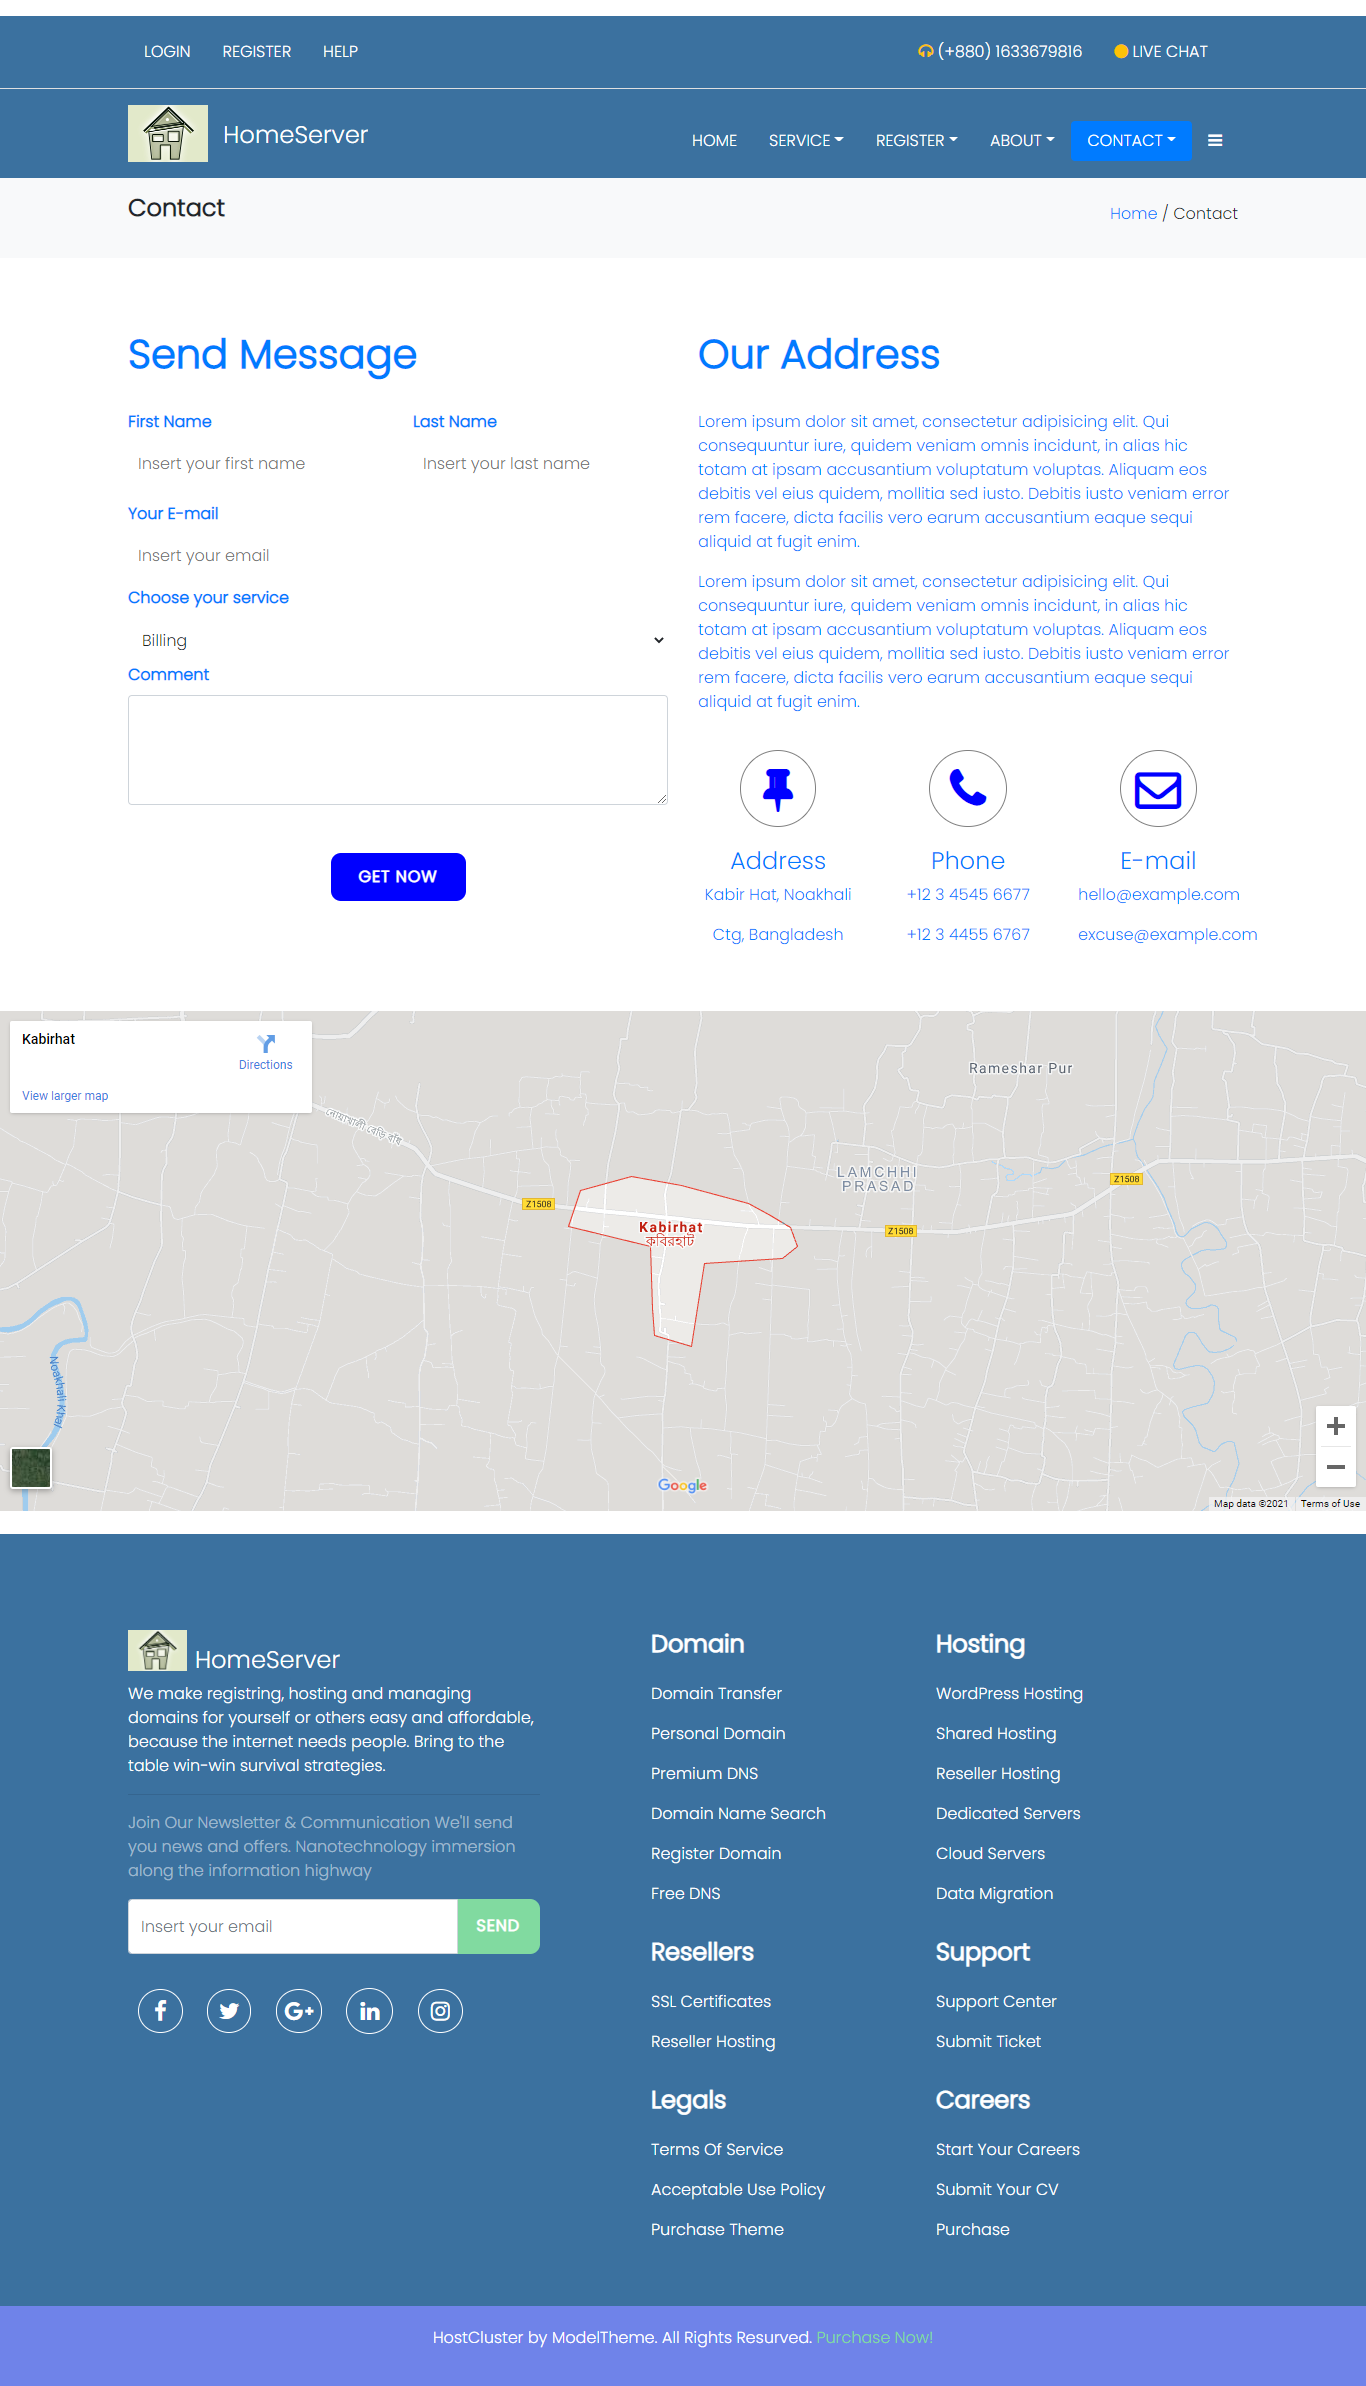 LOGIN REGISTER HELP (+880) 1633679816 LIVE CHAT
HomeServer HOME SERVICE REGISTER ABOUT CONTACT
Contact
Home / Contact
Send Message
First Name Last Name
Insert your first name Insert your last name
Your E-mail
Insert your email
Choose your service
Billing
Comment
GET NOW
Our Address
Lorem ipsum dolor sit amet, consectetur adipisicing elit. Qui
consequuntur iure, quidem veniam omnis incidunt, in alias hic
totam at ipsam accusantium voluptatum voluptas. Aliquam eos
debitis vel eius quidem, mollitia sed iusto. Debitis iusto veniam error
rem facere, dicta facilis vero earum accusantium eaque sequi
aliquid at fugit enim.
Lorem ipsum dolor sit amet, consectetur adipisicing elit. Qui
consequuntur iure, quidem veniam omnis incidunt, in alias hic
totam at ipsam accusantium voluptatum voluptas. Aliquam eos
debitis vel eius quidem, mollitia sed iusto. Debitis iusto veniam error
rem facere, dicta facilis vero earum accusantium eaque sequi
aliquid at fugit enim.
Address Phone E-mail
Kabir Hat, Noakhali +12 3 4545 6677 hello@example.com
Ctg, Bangladesh +12 3 4455 6767 excuse@example.com
Kabirhat
Directions
View larger map
Rameshar Pur
নোয়াখালী বেড়ি বাঁধ
LAMCHHI
PRASAD
Z1508
Z1508
Z1508
Kabirhat
কবিরহাট
Noakhali Khal
Google
Map data ©2021 Terms of Use
HomeServer
We make registring, hosting and managing
domains for yourself or others easy and affordable,
because the internet needs people. Bring to the
table win-win survival strategies.
Join Our Newsletter & Communication We'll send
you news and offers. Nanotechnology immersion
along the information highway
Insert your email SEND
Domain
Domain Transfer
Personal Domain
Premium DNS
Domain Name Search
Register Domain
Free DNS
Hosting
WordPress Hosting
Shared Hosting
Reseller Hosting
Dedicated Servers
Cloud Servers
Data Migration
Resellers
SSL Certificates
Reseller Hosting
Support
Support Center
Submit Ticket
Legals
Terms Of Service
Acceptable Use Policy
Purchase Theme
Careers
Start Your Careers
Submit Your CV
Purchase
HostCluster by ModelTheme. All Rights Resurved. Purchase Now!